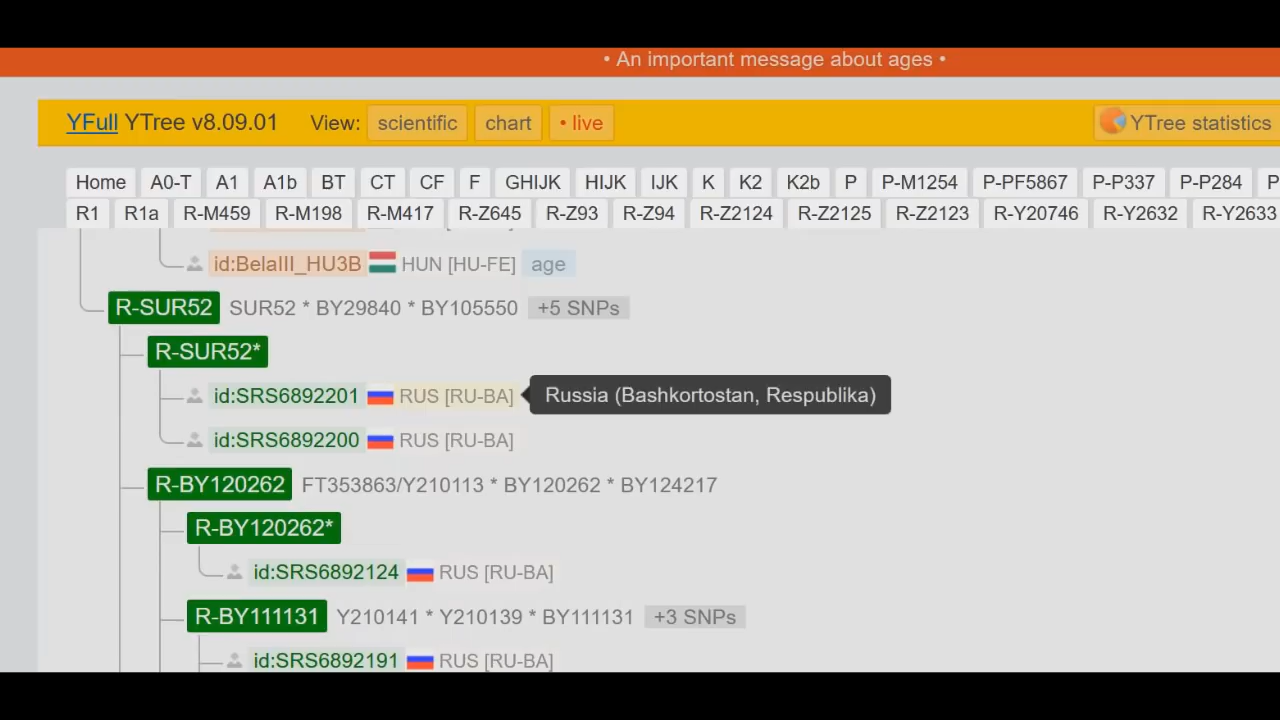 • An important message about ages •
YFull YTree v8.09.01 View: scientific chart • live YTree statistics
Home A0-T A1 A1b BT CT CF F GHIJK HIJK IJK K K2 K2b P P-M1254 P-PF5867 P-P337 P-P284 P
R1 R1a R-M459 R-M198 R-M417 R-Z645 R-Z93 R-Z94 R-Z2124 R-Z2125 R-Z2123 R-Y20746 R-Y2632 R-Y2633
id:BelaIII_HU3B HUN [HU-FE] age
R-SUR52 SUR52 * BY29840 * BY105550 +5 SNPs
R-SUR52*
id:SRS6892201 RUS [RU-BA] Russia (Bashkortostan, Respublika)
id:SRS6892200 RUS [RU-BA]
R-BY120262 FT353863/Y210113 * BY120262 * BY124217
R-BY120262*
id:SRS6892124 RUS [RU-BA]
R-BY111131 Y210141 * Y210139 * BY111131 +3 SNPs
id:SRS6892191 RUS [RU-BA]